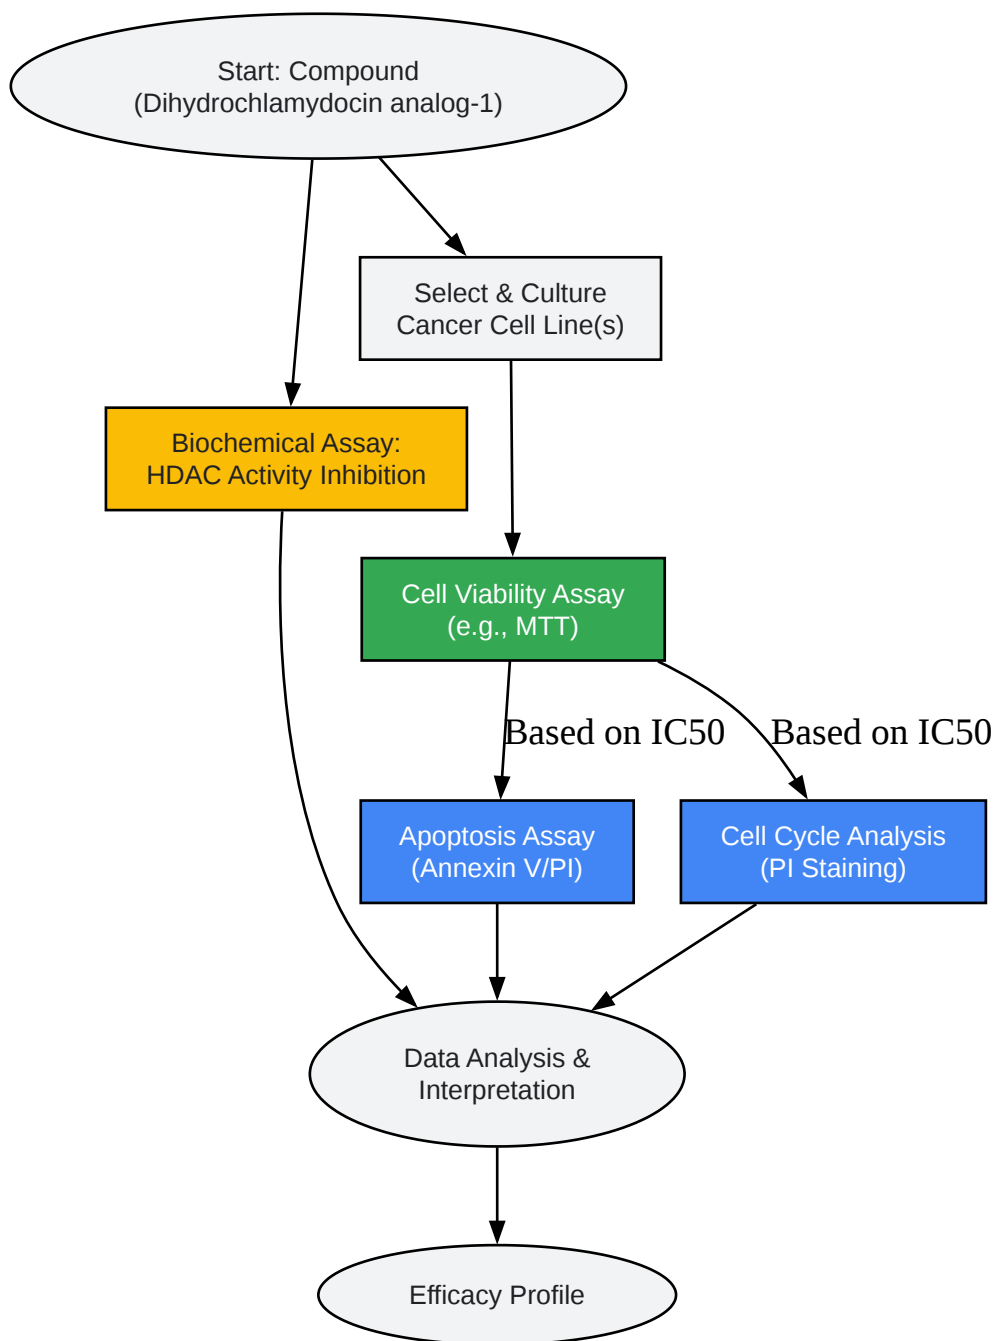 Start: Compound
(Dihydrochlamydocin analog-1)
Select & Culture
Cancer Cell Line(s)
Biochemical Assay:
HDAC Activity Inhibition
Cell Viability Assay
(e.g., MTT)
Based on IC50
Based on IC50
Apoptosis Assay
(Annexin V/PI)
Cell Cycle Analysis
(PI Staining)
Data Analysis &
Interpretation
Efficacy Profile